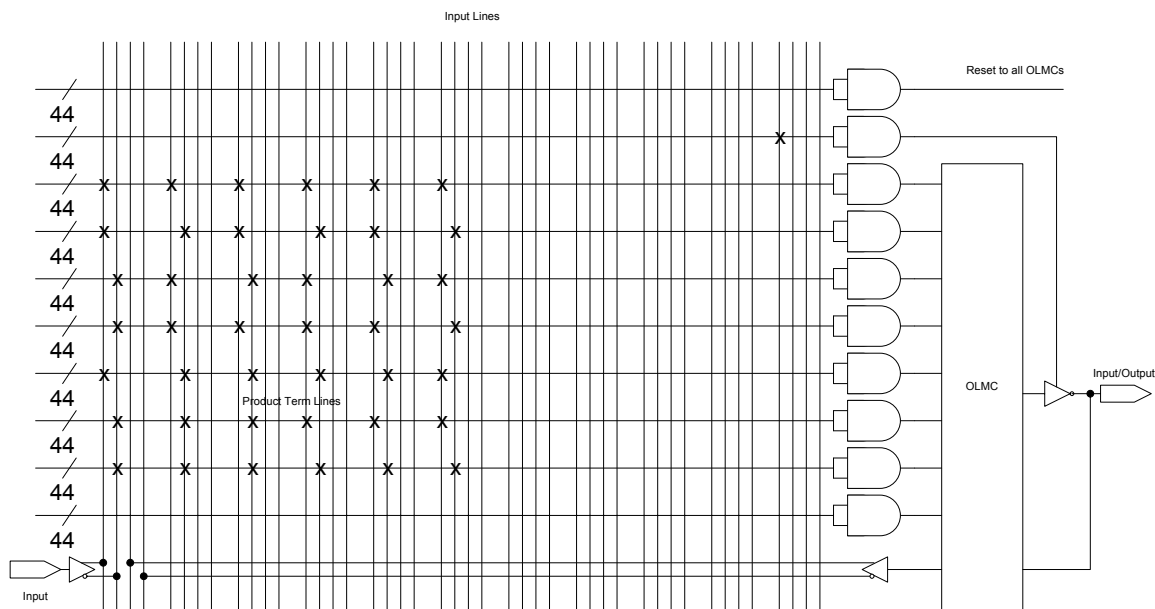 Input Lines
Reset to all OLMCs
44
44
X
44
X X X X X X
44
X X X X X X
44
X X X X X X
44
X X X X X X
44
X X X X X X
44
Product Term Lines
X X X X X X
44
X X X X X X
44
44
OLMC
Input/Output
Input